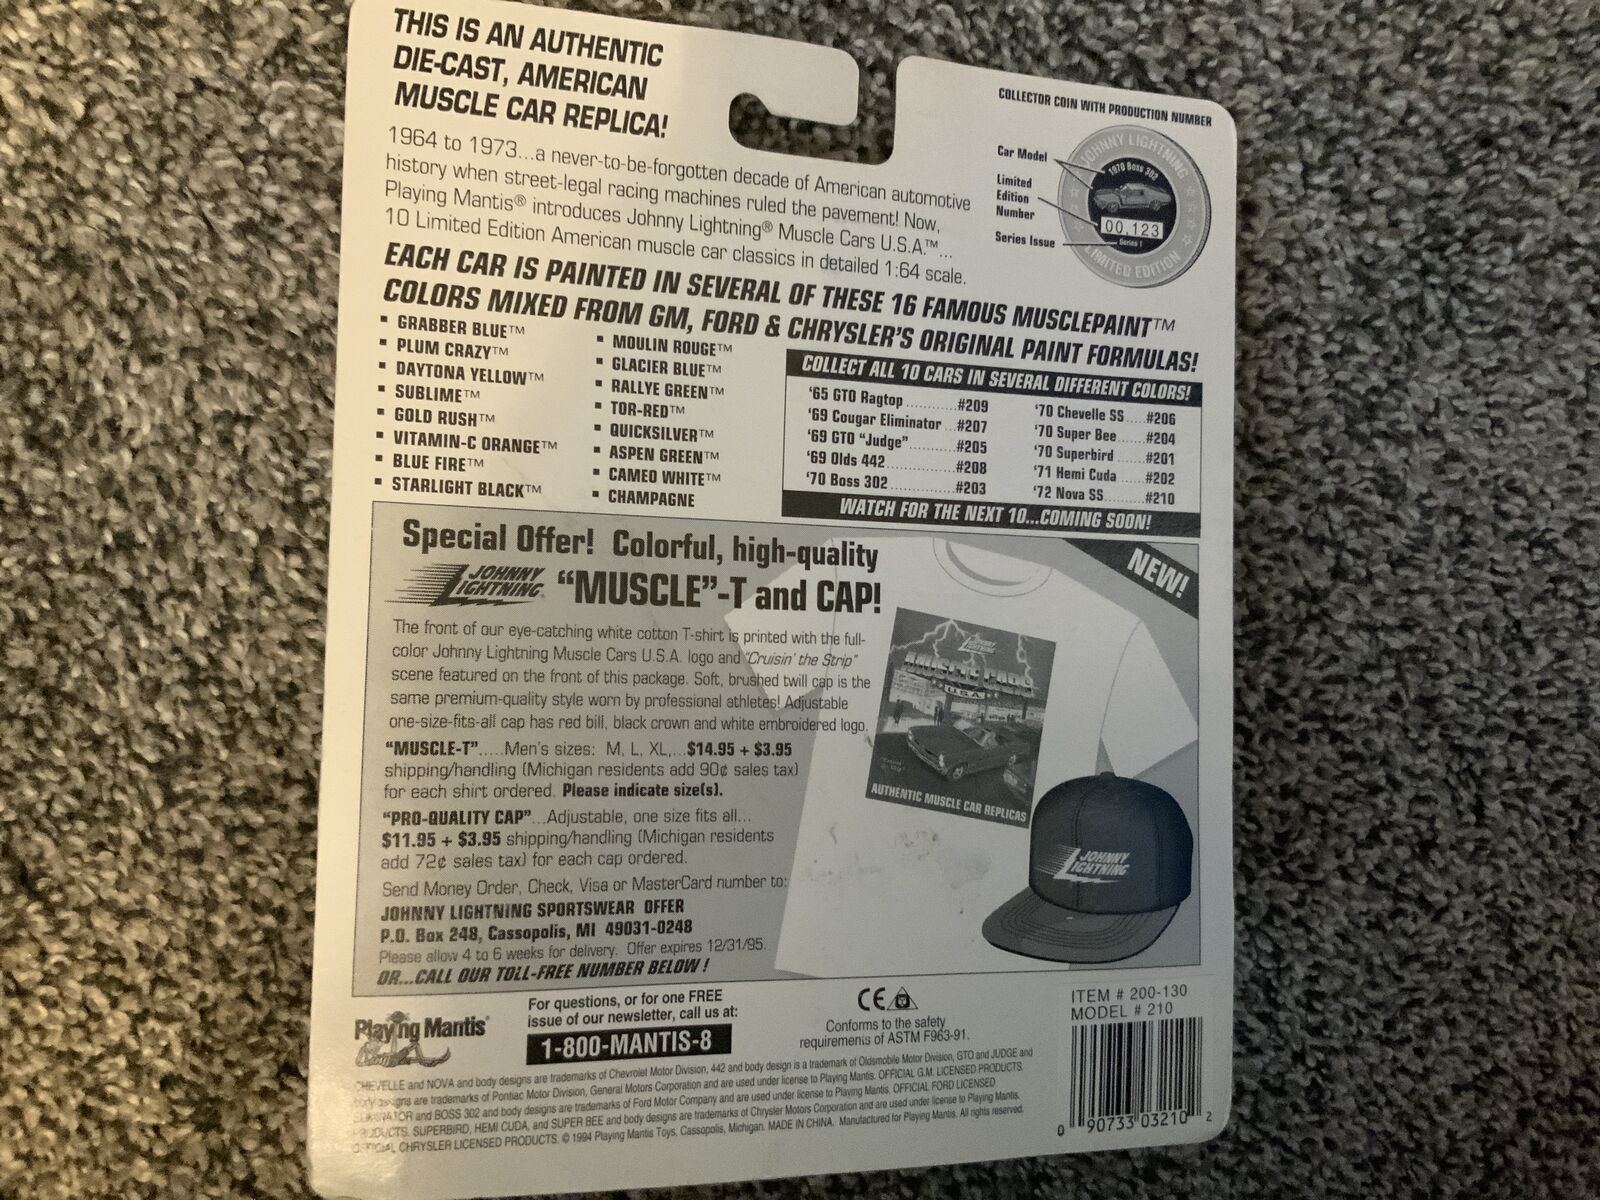 THIS IS AN AUTHENTIC
DIE-CAST, AMERICAN
MUSCLE CAR REPLICA!
1964 to 1973...a never-to-be-forgotten decade of American automotive
history when street-legal racing machines ruled the pavement! Now,
Playing Mantis® introduces Johnny Lightning® Muscle Cars U.S.A.™...
10 Limited Edition American muscle car classics in detailed 1:64 scale.
COLLECTOR COIN WITH PRODUCTION NUMBER
Car Model
Limited
Edition
Number
Series Issue
JOHNNY LIGHTNING
1970 Boss 302
00,123
Series 1
LIMITED EDITION
EACH CAR IS PAINTED IN SEVERAL OF THESE 16 FAMOUS MUSCLEPAINT™
COLORS MIXED FROM GM, FORD & CHRYSLER'S ORIGINAL PAINT FORMULAS!
▪ GRABBER BLUE™
▪ PLUM CRAZY™
▪ DAYTONA YELLOW™
▪ SUBLIME™
▪ GOLD RUSH™
▪ VITAMIN-C ORANGE™
▪ BLUE FIRE™
▪ STARLIGHT BLACK™
▪ MOULIN ROUGE™
▪ GLACIER BLUE™
▪ RALLYE GREEN™
▪ TOR-RED™
▪ QUICKSILVER™
▪ ASPEN GREEN™
▪ CAMEO WHITE™
▪ CHAMPAGNE
COLLECT ALL 10 CARS IN SEVERAL DIFFERENT COLORS!
'65 GTO Ragtop............#209
'69 Cougar Eliminator...#207
'69 GTO "Judge"..........#205
'69 Olds 442...............#208
'70 Boss 302..............#203
'70 Chevelle SS.....#206
'70 Super Bee......#204
'70 Superbird.......#201
'71 Hemi Cuda......#202
'72 Nova SS.........#210
WATCH FOR THE NEXT 10...COMING SOON!
Special Offer! Colorful, high-quality
JOHNNY LIGHTNING® "MUSCLE"-T and CAP!
NEW!
The front of our eye-catching white cotton T-shirt is printed with the full-
color Johnny Lightning Muscle Cars U.S.A. logo and "Cruisin' the Strip"
scene featured on the front of this package. Soft, brushed twill cap is the
same premium-quality style worn by professional athletes! Adjustable
one-size-fits-all cap has red bill, black crown and white embroidered logo.
"MUSCLE-T".....Men's sizes: M, L, XL,...$14.95 + $3.95
shipping/handling (Michigan residents add 90¢ sales tax)
for each shirt ordered. Please indicate size(s).
"PRO-QUALITY CAP"...Adjustable, one size fits all...
$11.95 + $3.95 shipping/handling (Michigan residents
add 72¢ sales tax) for each cap ordered.
Send Money Order, Check, Visa or MasterCard number to:
JOHNNY LIGHTNING SPORTSWEAR OFFER
P.O. Box 248, Cassopolis, MI 49031-0248
Please allow 4 to 6 weeks for delivery. Offer expires 12/31/95.
OR...CALL OUR TOLL-FREE NUMBER BELOW!
MUSCLE CARS
U.S.A.
AUTHENTIC MUSCLE CAR REPLICAS
JOHNNY
LIGHTNING
Playing Mantis®
For questions, or for one FREE
issue of our newsletter, call us at:
1-800-MANTIS-8
CE
Conforms to the safety
requirements of ASTM F963-91.
ITEM # 200-130
MODEL # 210
0 90733 03210 2
CHEVELLE and NOVA and body designs are trademarks of Chevrolet Motor Division, 442 and body design is a trademark of Oldsmobile Motor Division, GTO and JUDGE and
body designs are trademarks of Pontiac Motor Division, General Motors Corporation and are used under license to Playing Mantis. OFFICIAL G.M. LICENSED PRODUCTS.
and BOSS 302 and body designs are trademarks of Ford Motor Company and are used under license to Playing Mantis. OFFICIAL FORD LICENSED
PRODUCTS. SUPERBIRD, HEMI CUDA, and SUPER BEE and body designs are trademarks of Chrysler Motors Corporation and are used under license to Playing Mantis.
OFFICIAL CHRYSLER LICENSED PRODUCTS. © 1994 Playing Mantis Toys, Cassopolis, Michigan. MADE IN CHINA. Manufactured for Playing Mantis. All rights reserved.